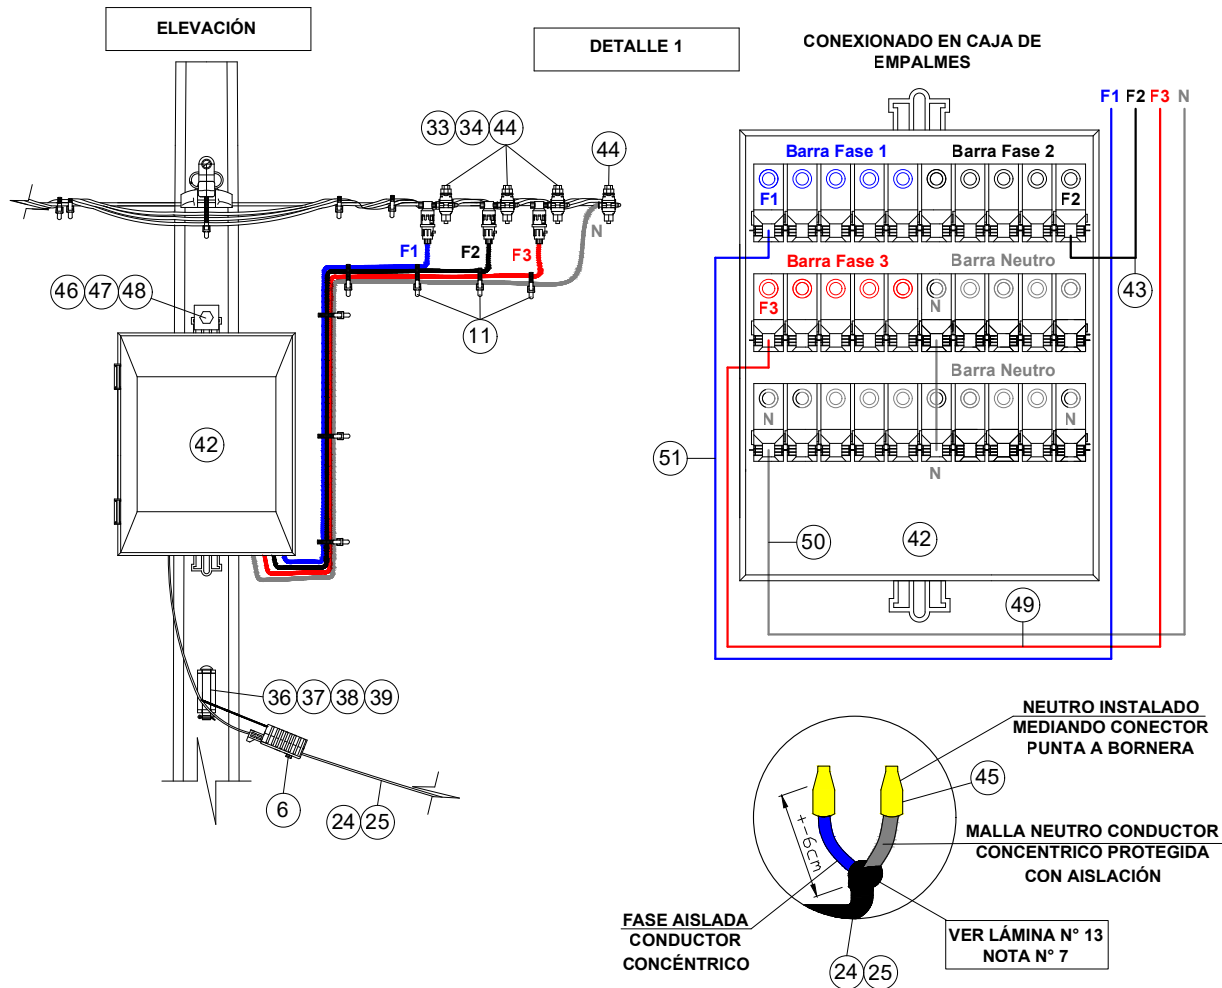 ELEVACIÓN
DETALLE 1
CONEXIONADO EN CAJA DE
EMPALMES
F1 F2 F3 N
33 34 44
44
Barra Fase 1
Barra Fase 2
F1
F2
F1
F2
F3
N
Barra Fase 3
Barra Neutro
43
46 47 48
F3
N
11
Barra Neutro
N
N
42
51
N
50
42
49
36 37 38 39
6
24 25
NEUTRO INSTALADO
MEDIANDO CONECTOR
PUNTA A BORNERA
45
+-6cm
MALLA NEUTRO CONDUCTOR
CONCENTRICO PROTEGIDA
CON AISLACIÓN
FASE AISLADA
CONDUCTOR
CONCÉNTRICO
VER LÁMINA N° 13
NOTA N° 7
24 25